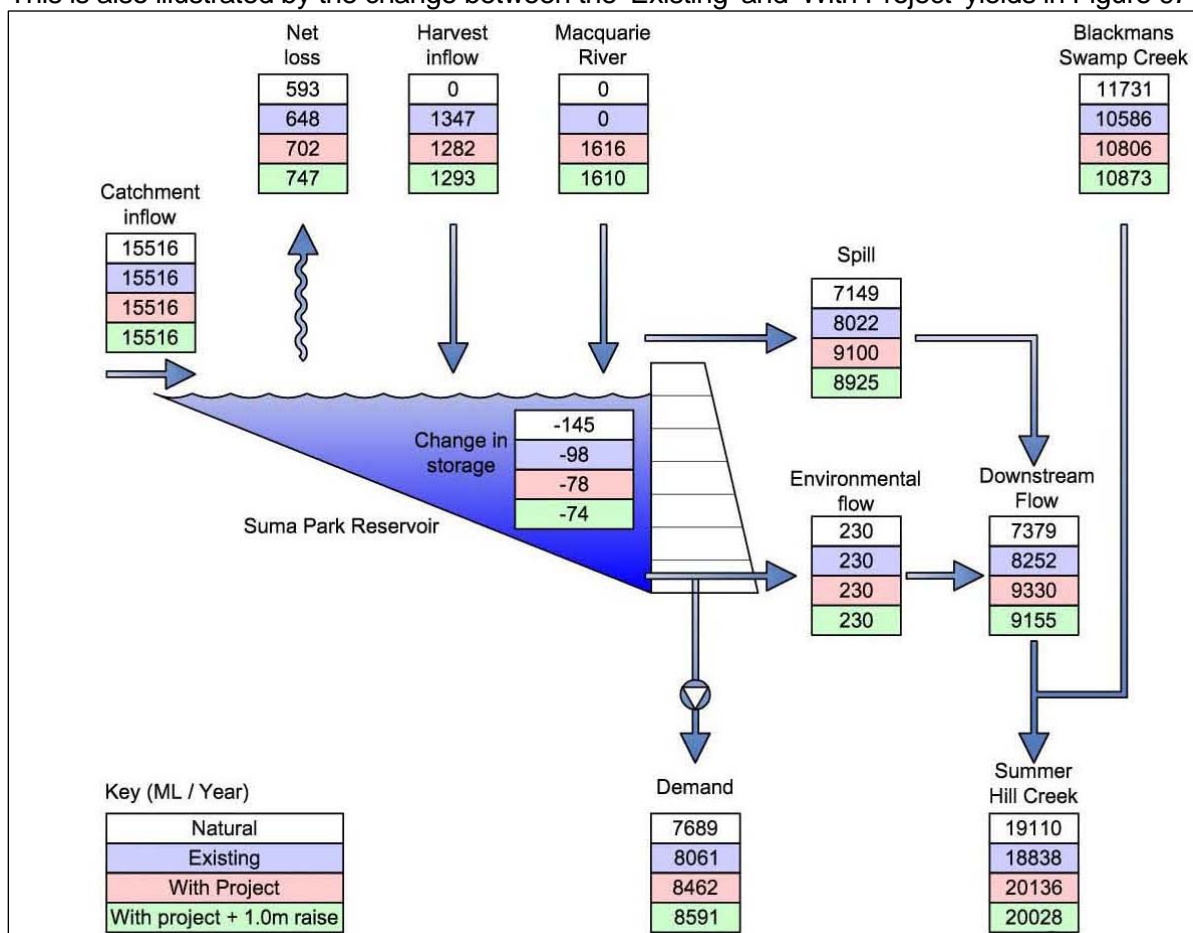 This is also illustrated by the change between the 'Existing' and 'With Project' yields in Figure 67
Net
loss
593
648
702
747
Harvest
inflow
0
1347
1282
1293
Macquarie
River
0
0
1616
1610
Blackmans
Swamp Creek
11731
10586
10806
10873
Catchment
inflow
15516
15516
15516
15516
Spill
7149
8022
9100
8925
Change in
storage
-145
-98
-78
-74
Suma Park Reservoir
Environmental
flow
230
230
230
230
Downstream
Flow
7379
8252
9330
9155
Key (ML / Year)
Natural
Existing
With Project
With project + 1.0m raise
Demand
7689
8061
8462
8591
Summer
Hill Creek
19110
18838
20136
20028